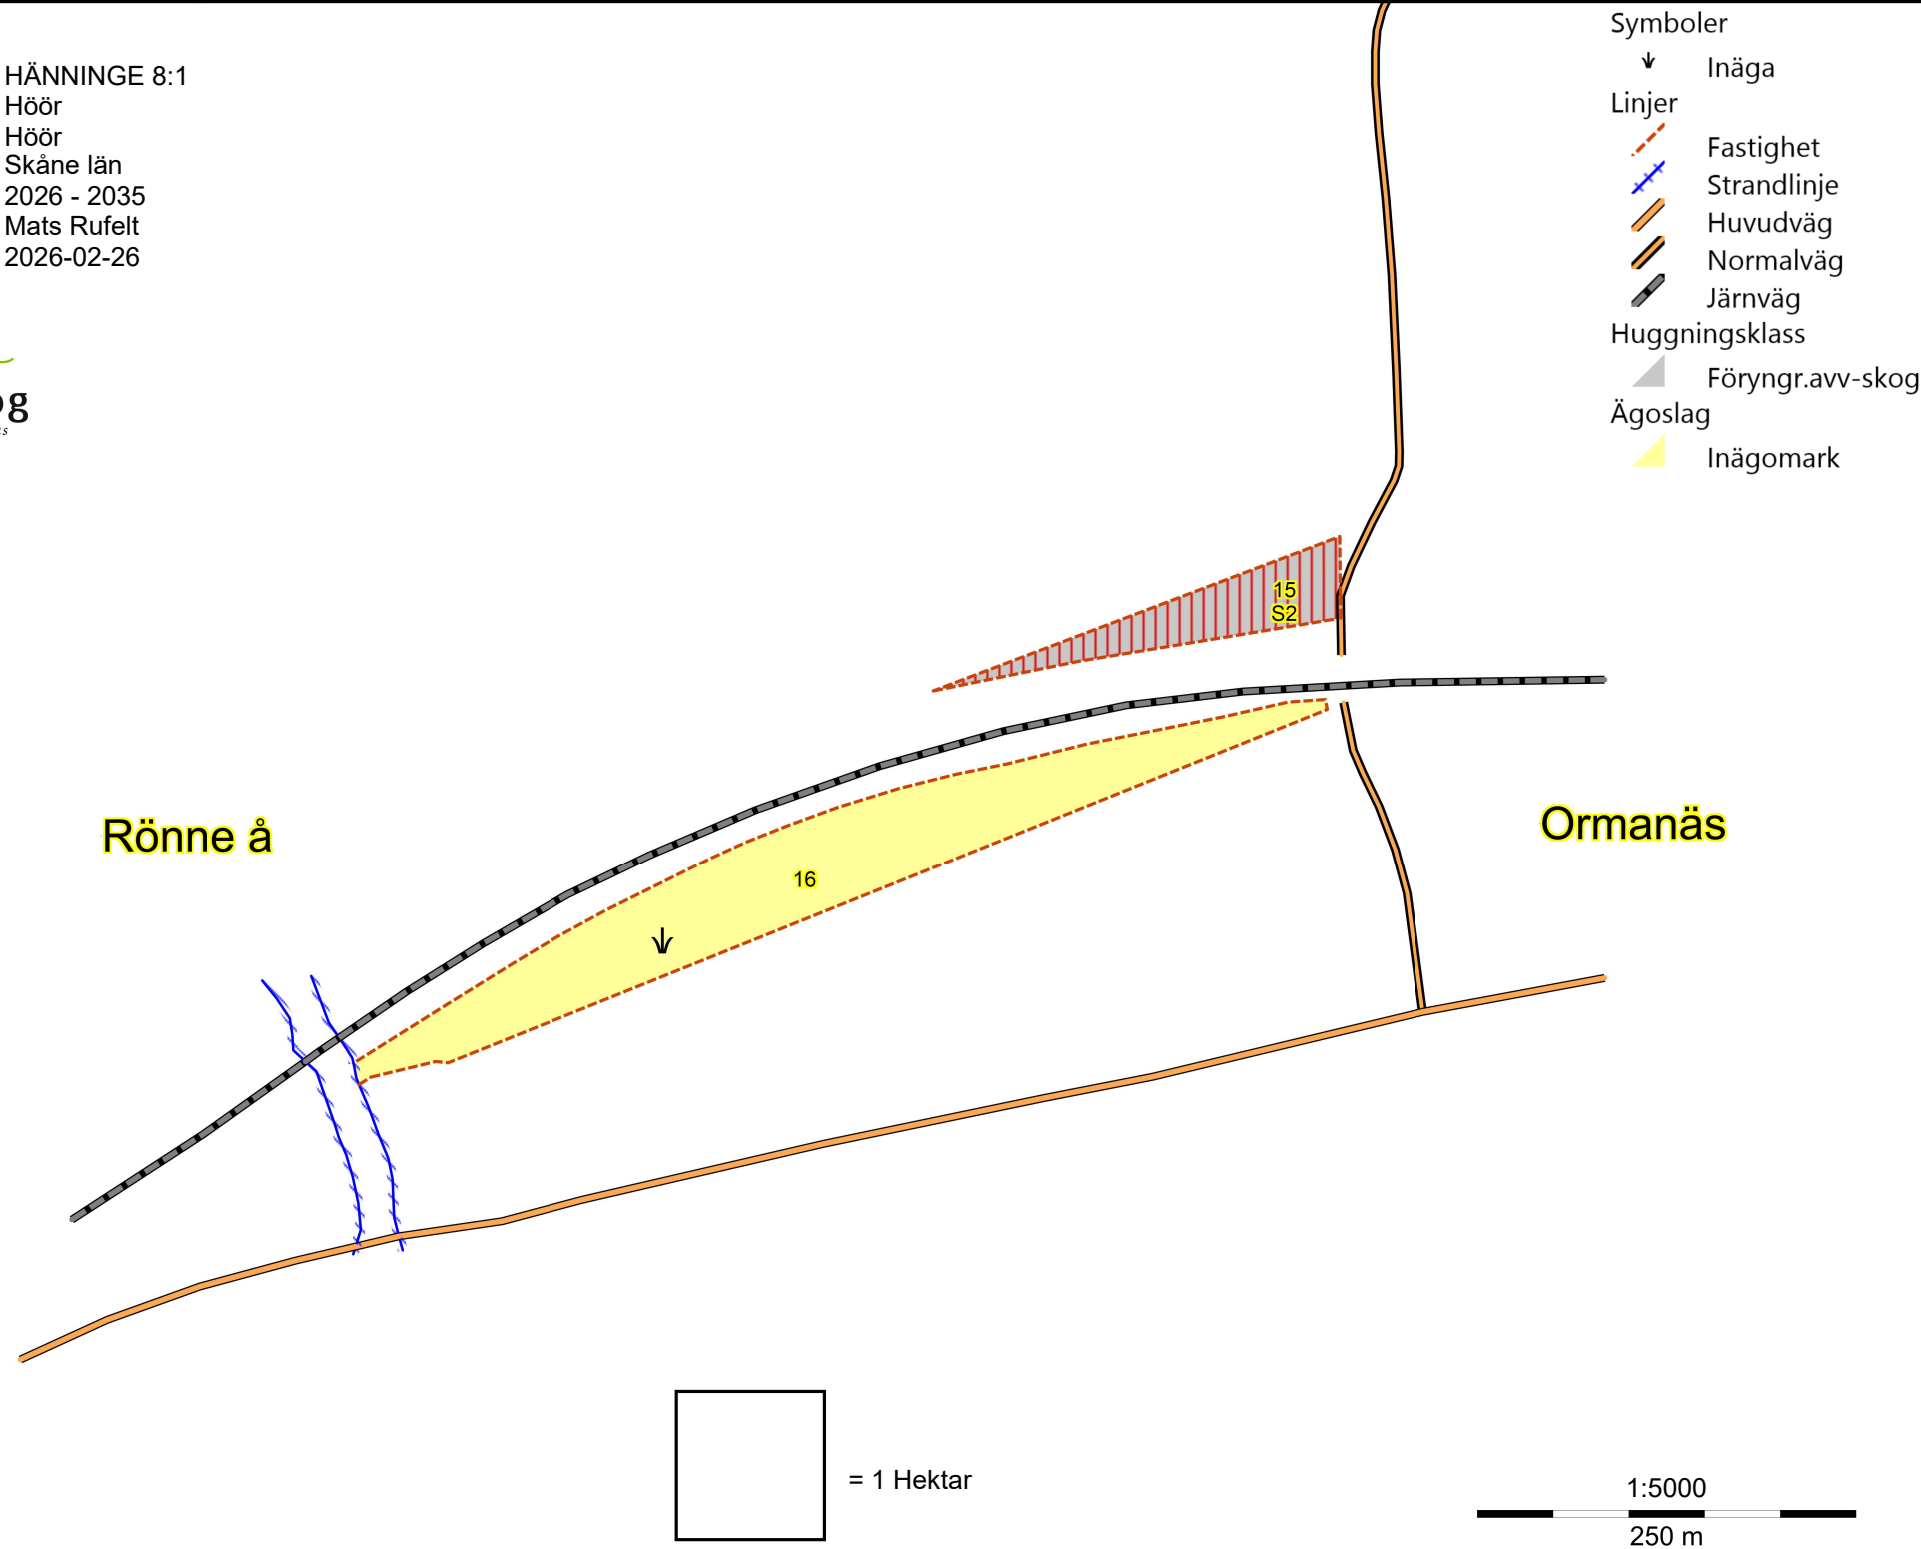 HÄNNINGE 8:1
Höör
Höör
Skåne län
2026 - 2035
Mats Rufelt
2026-02-26
Symboler
Inäga
Linjer
Fastighet
Strandlinje
Huvudväg
Normalväg
Järnväg
Huggningsklass
Föryngr.avv-skog
Ägoslag
Inägomark
15
S2
Rönne å
Ormanäs
16
= 1 Hektar
1:5000
250 m